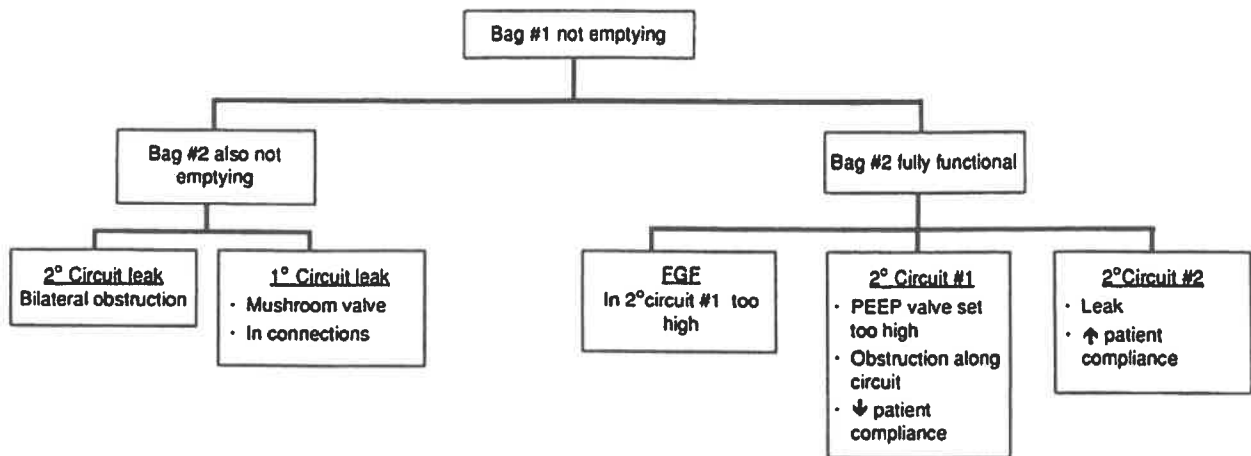 Bag #1 not emptying
Bag #2 also not
emptying
Bag #2 fully functional
2° Circuit leak
Bilateral obstruction
1° Circuit leak
· Mushroom valve
· In connections
FGF
In 2°circuit #1 too
high
2° Circuit #1
· PEEP valve set
too high
· Obstruction along
circuit
· ↓ patient
compliance
2°Circuit #2
· Leak
· ↑ patient
compliance